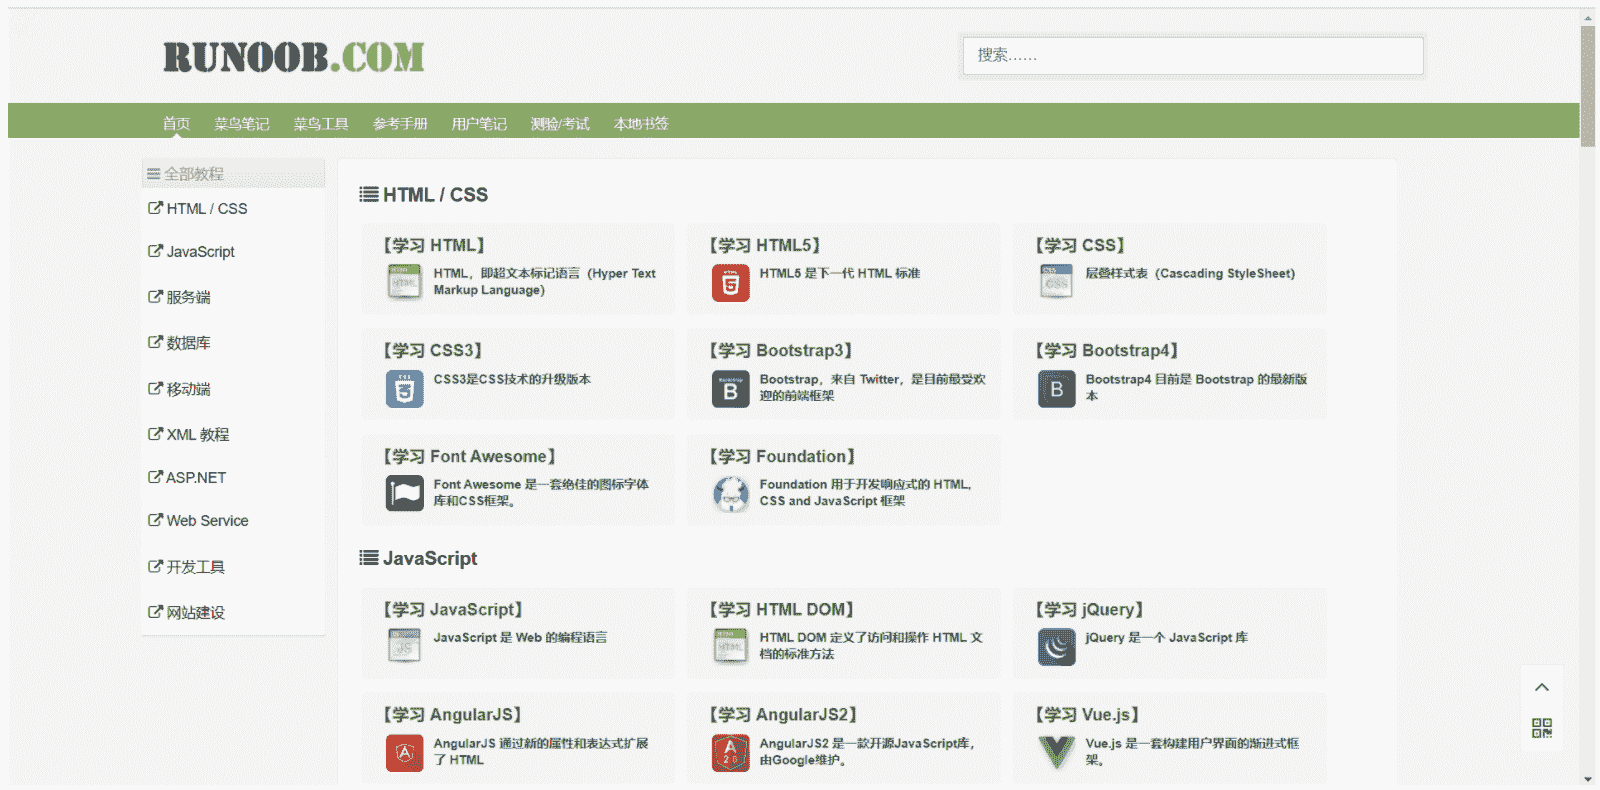 RUNOOB.COM
搜索......
首页 菜鸟笔记 菜鸟工具 参考手册 用户笔记 测验/考试 本地书签
全部教程
HTML / CSS
JavaScript
服务端
数据库
移动端
XML 教程
ASP.NET
Web Service
开发工具
网站建设
HTML / CSS
【学习 HTML】
HTML
HTML，即超文本标记语言（Hyper Text
Markup Language）
【学习 HTML5】
HTML5 是下一代 HTML 标准
【学习 CSS】
CSS
层叠样式表（Cascading StyleSheet)
【学习 CSS3】
CSS3是CSS技术的升级版本
【学习 Bootstrap3】
B
Bootstrap，来自 Twitter，是目前最受欢
迎的前端框架
【学习 Bootstrap4】
B
Bootstrap4 目前是 Bootstrap 的最新版
本
【学习 Font Awesome】
Font Awesome 是一套绝佳的图标字体
库和CSS框架。
【学习 Foundation】
Foundation 用于开发响应式的 HTML,
CSS and JavaScript 框架
JavaScript
【学习 JavaScript】
JS
JavaScript 是 Web 的编程语言
【学习 HTML DOM】
HTML
HTML DOM 定义了访问和操作 HTML 文
档的标准方法
【学习 jQuery】
jQuery 是一个 JavaScript 库
【学习 AngularJS】
A
AngularJS 通过新的属性和表达式扩展
了 HTML
【学习 AngularJS2】
A
2.0
AngularJS2 是一款开源JavaScript库，
由Google维护。
【学习 Vue.js】
Vue.js 是一套构建用户界面的渐进式框
架。